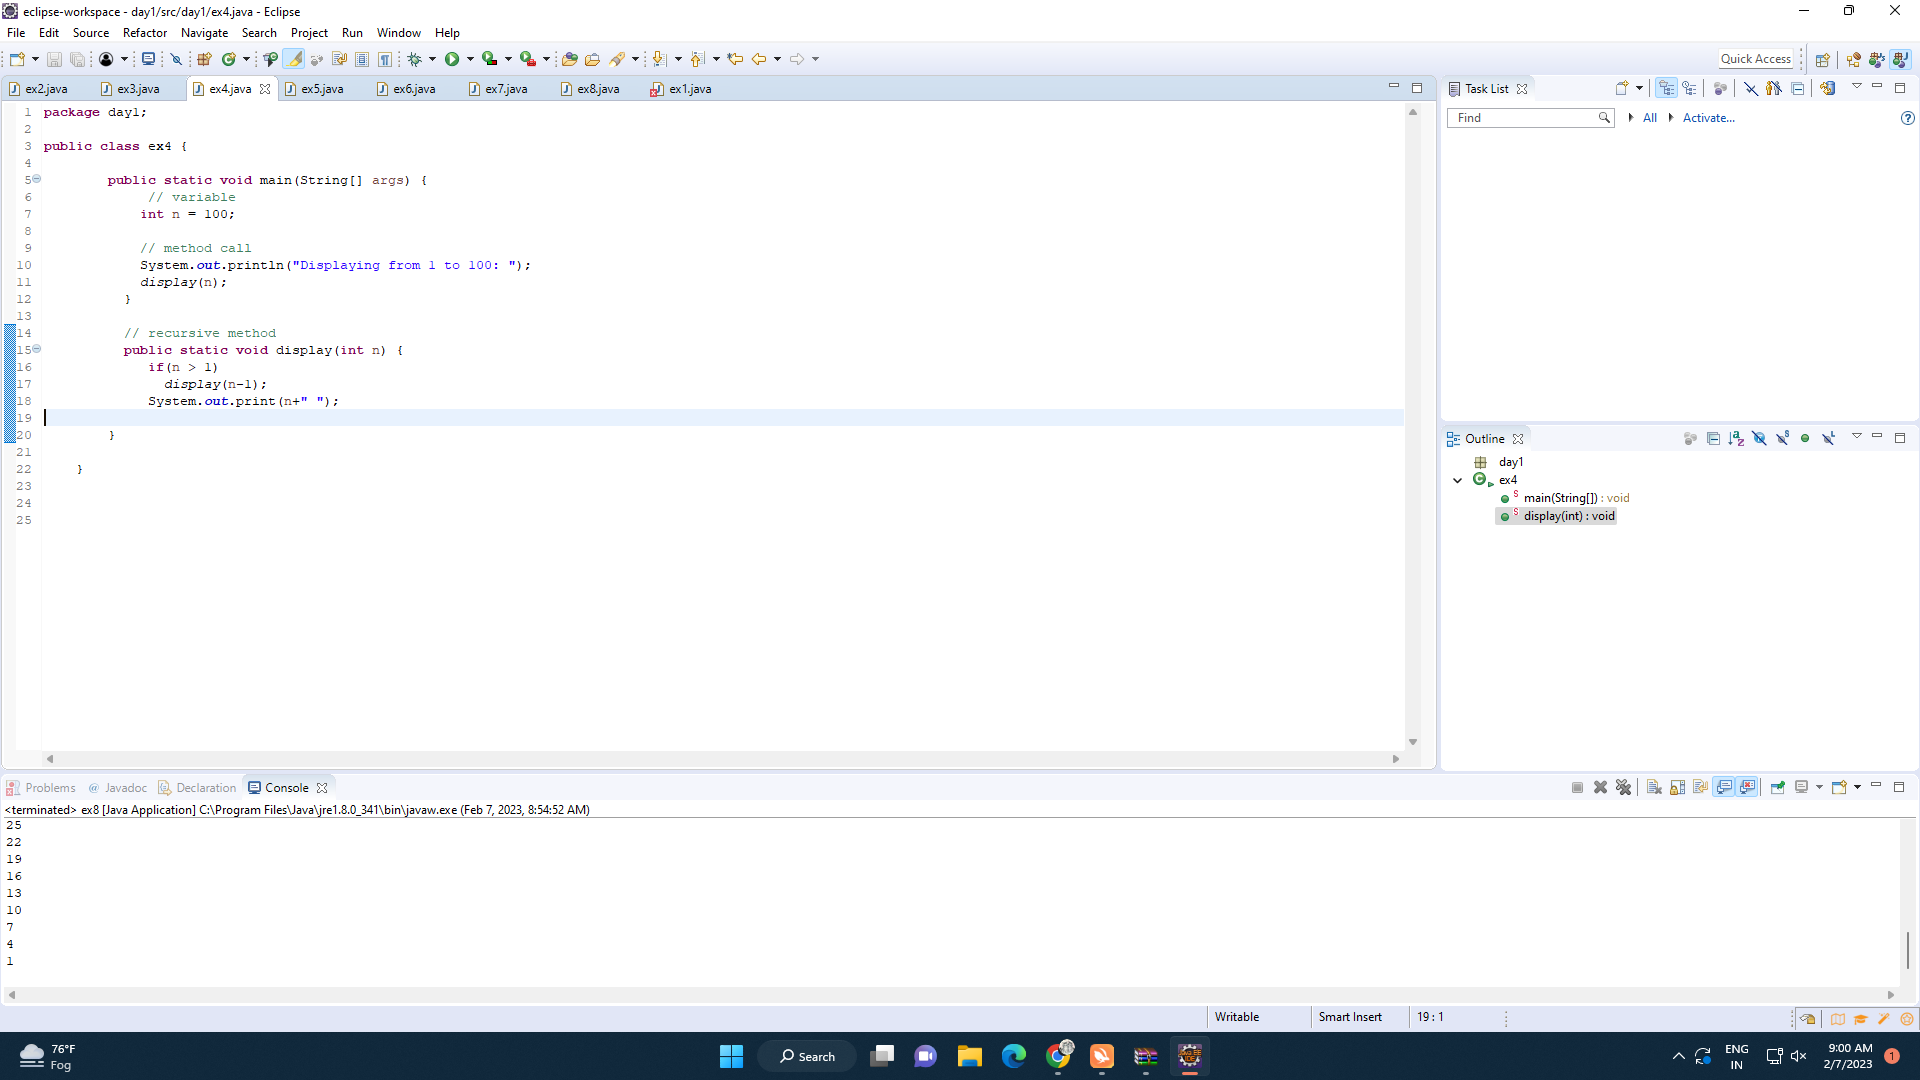 eclipse-workspace - day1/src/day1/ex4.java - Eclipse
File Edit Source Refactor Navigate Search Project Run Window Help
Quick Access
ex2.java ex3.java ex4.java ex5.java ex6.java ex7.java ex8.java ex1.java
1 package day1;
2
3 public class ex4 {
4
5 public static void main(String[] args) {
6 // variable
7 int n = 100;
8
9 // method call
10 System.out.println("Displaying from 1 to 100: ");
11 display(n);
12 }
13
14 // recursive method
15 public static void display(int n) {
16 if(n > 1)
17 display(n-1);
18 System.out.print(n+" ");
19
20 }
21
22 }
23
24
25
Task List
Find All Activate...
Outline
day1
ex4
main(String[]) : void
display(int) : void
Problems Javadoc Declaration Console
<terminated> ex8 [Java Application] C:\Program Files\Java\jre1.8.0_341\bin\javaw.exe (Feb 7, 2023, 8:54:52 AM)
25
22
19
16
13
10
7
4
1
Writable Smart Insert 19 : 1
76°F
Fog
Search
ENG
IN
9:00 AM
2/7/2023
1